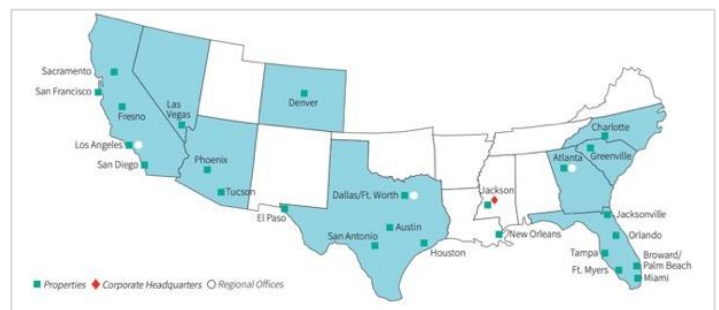 Sacramento
San Francisco
Fresno
Las
Vegas
Los Angeles
San Diego
Phoenix
Tucson
Denver
El Paso
Dallas/Ft. Worth
Austin
San Antonio
Houston
Jackson
New Orleans
Charlotte
Greenville
Atlanta
Jacksonville
Orlando
Tampa
Broward/
Palm Beach
Ft. Myers
Miami
Properties
Corporate Headquarters
Regional Offices